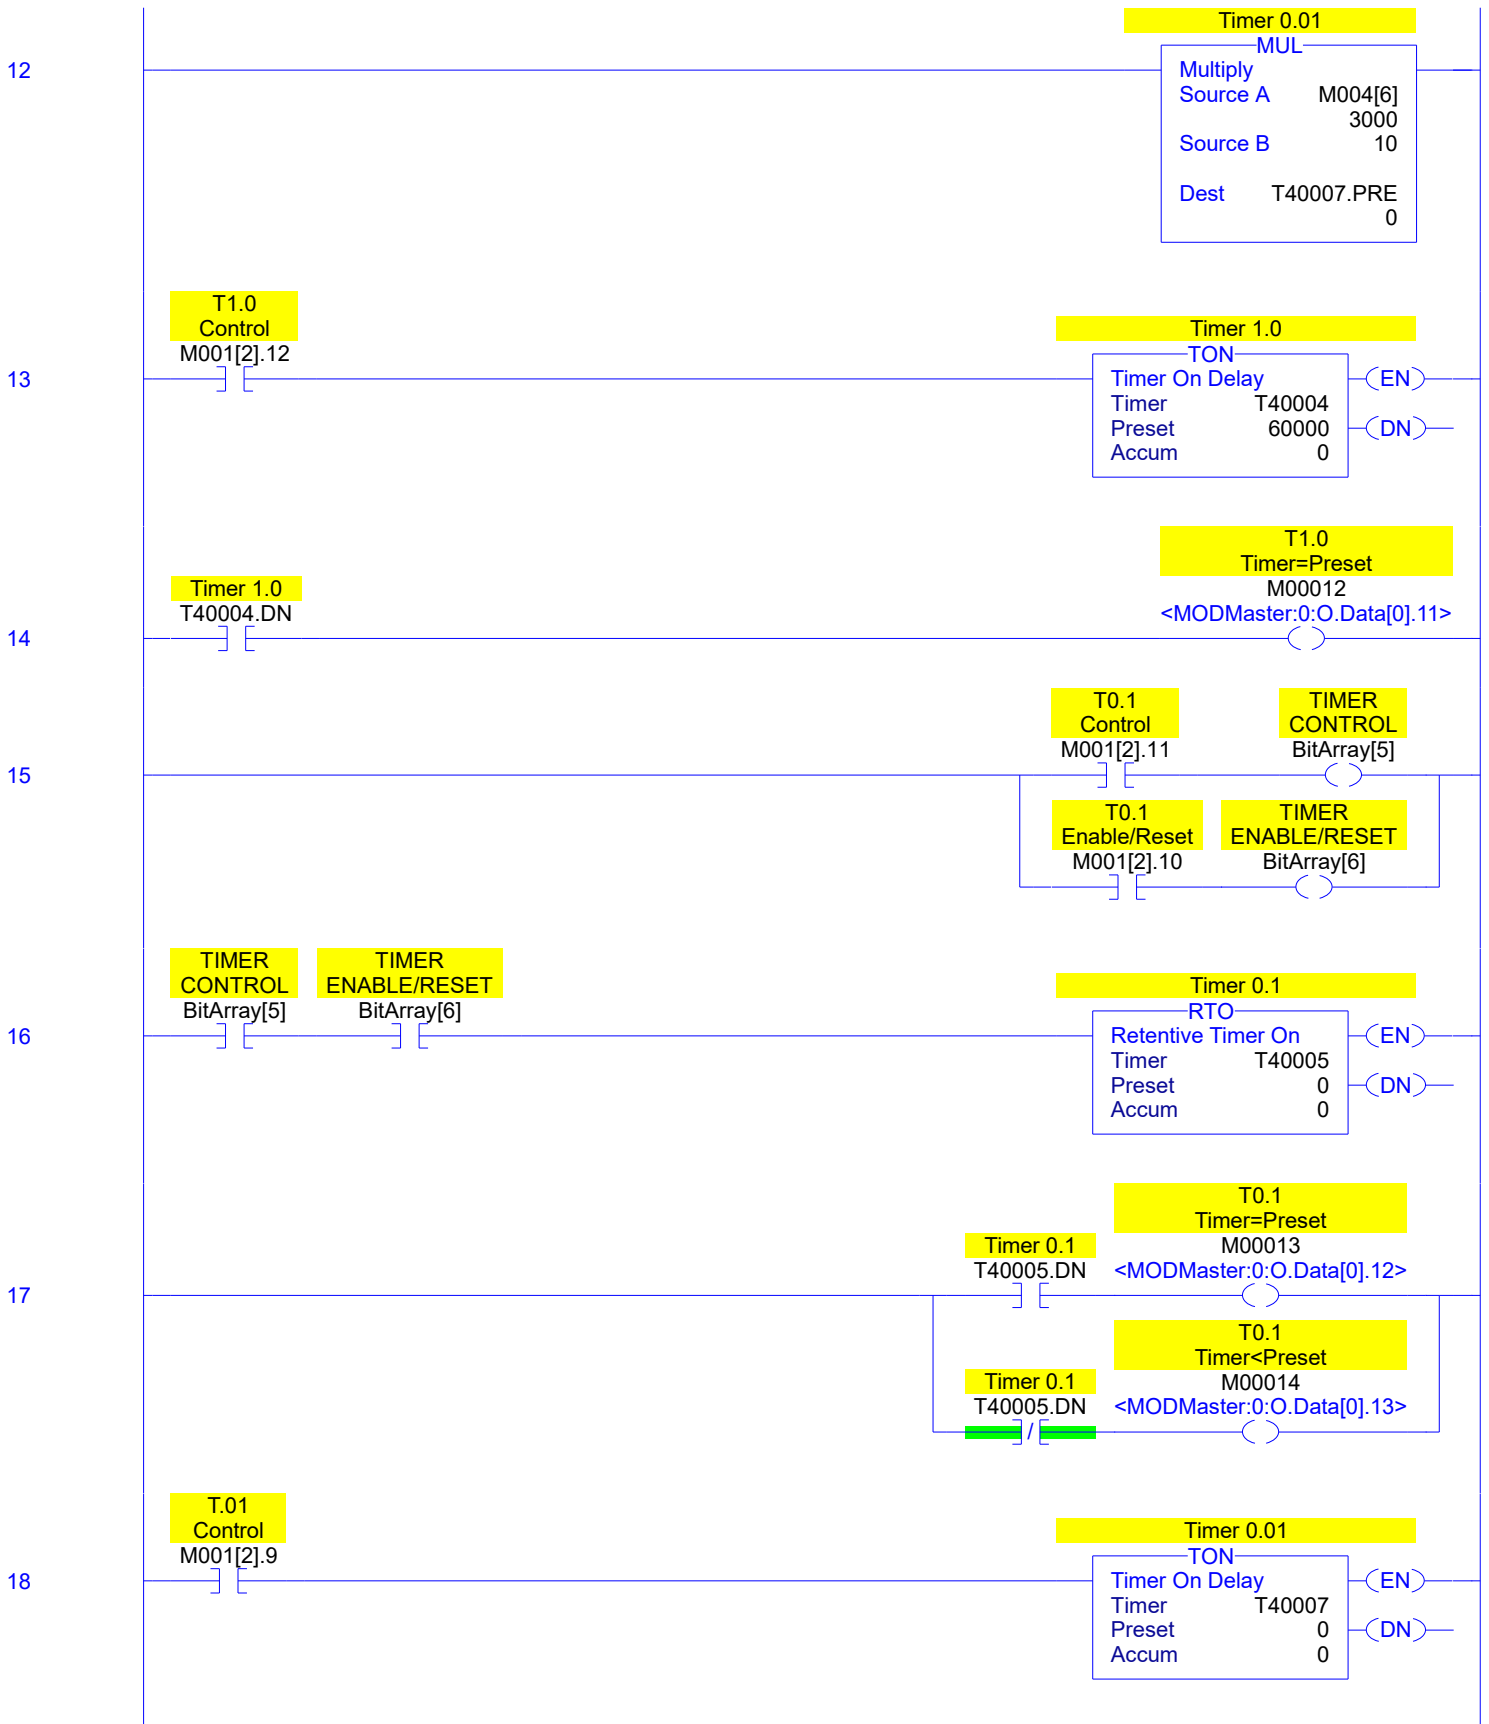 12
Timer 0.01
MUL
Multiply
Source A M004[6]
3000
Source B 10
Dest T40007.PRE
0
13
T1.0
Control
M001[2].12
Timer 1.0
TON
Timer On Delay
Timer T40004
Preset 60000
Accum 0
EN
DN
14
Timer 1.0
T40004.DN
T1.0
Timer=Preset
M00012
<MODMaster:0:O.Data[0].11>
15
T0.1
Control
M001[2].11
TIMER
CONTROL
BitArray[5]
T0.1
Enable/Reset
M001[2].10
TIMER
ENABLE/RESET
BitArray[6]
16
TIMER
CONTROL
BitArray[5]
TIMER
ENABLE/RESET
BitArray[6]
Timer 0.1
RTO
Retentive Timer On
Timer T40005
Preset 0
Accum 0
EN
DN
17
Timer 0.1
T40005.DN
T0.1
Timer=Preset
M00013
<MODMaster:0:O.Data[0].12>
Timer 0.1
T40005.DN
/
T0.1
Timer<Preset
M00014
<MODMaster:0:O.Data[0].13>
18
T.01
Control
M001[2].9
Timer 0.01
TON
Timer On Delay
Timer T40007
Preset 0
Accum 0
EN
DN